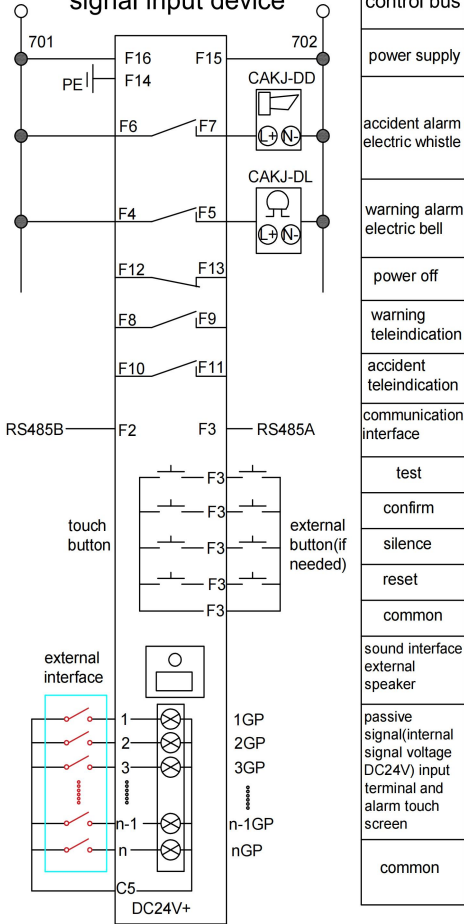 signal input device
control bus
701
702
F16
F15
power supply
PE
F14
CAKJ-DD
F6
F7
L+
N-
accident alarm
electric whistle
CAKJ-DL
F4
F5
L+
N-
warning alarm
electric bell
F12
F13
power off
F8
F9
warning
teleindication
F10
F11
accident
teleindication
RS485B
F2
F3
RS485A
communication
interface
F3
test
F3
confirm
touch
button
external
button(if
needed)
F3
silence
F3
reset
F3
common
external
interface
sound interface
external
speaker
1
1GP
2
2GP
3
3GP
n-1
n-1GP
n
nGP
passive
signal(internal
signal voltage
DC24V) input
terminal and
alarm touch
screen
C5
DC24V+
common